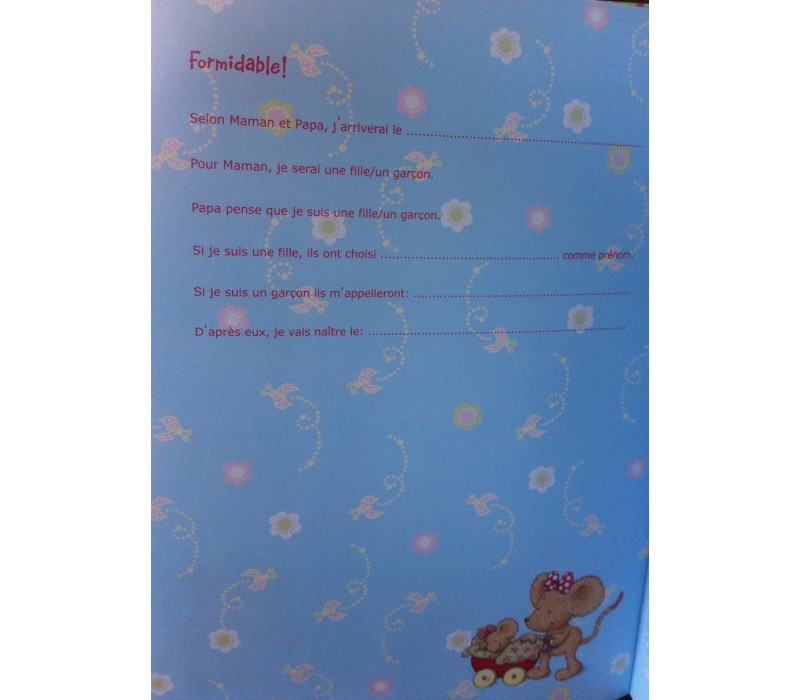 Formidable!
Selon Maman et Papa, j'arriverai le ................................................
Pour Maman, je serai une fille/un garçon.
Papa pense que je suis une fille/un garçon.
Si je suis une fille, ils ont choisi ................................................ comme prénom.
Si je suis un garçon ils m'appelleront: ................................................
D'après eux, je vais naître le: ................................................